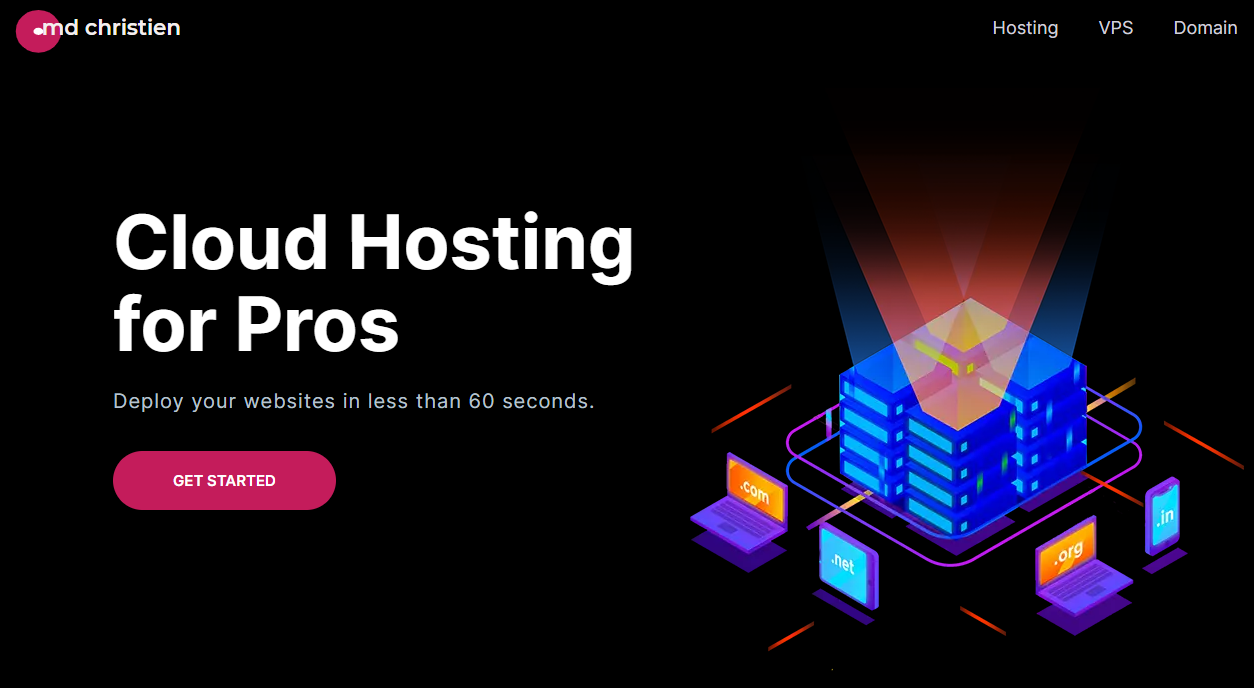 md christien
Hosting
VPS
Domain
Cloud Hosting
for Pros
Deploy your websites in less than 60 seconds.
GET STARTED
.com
.net
.org
.in